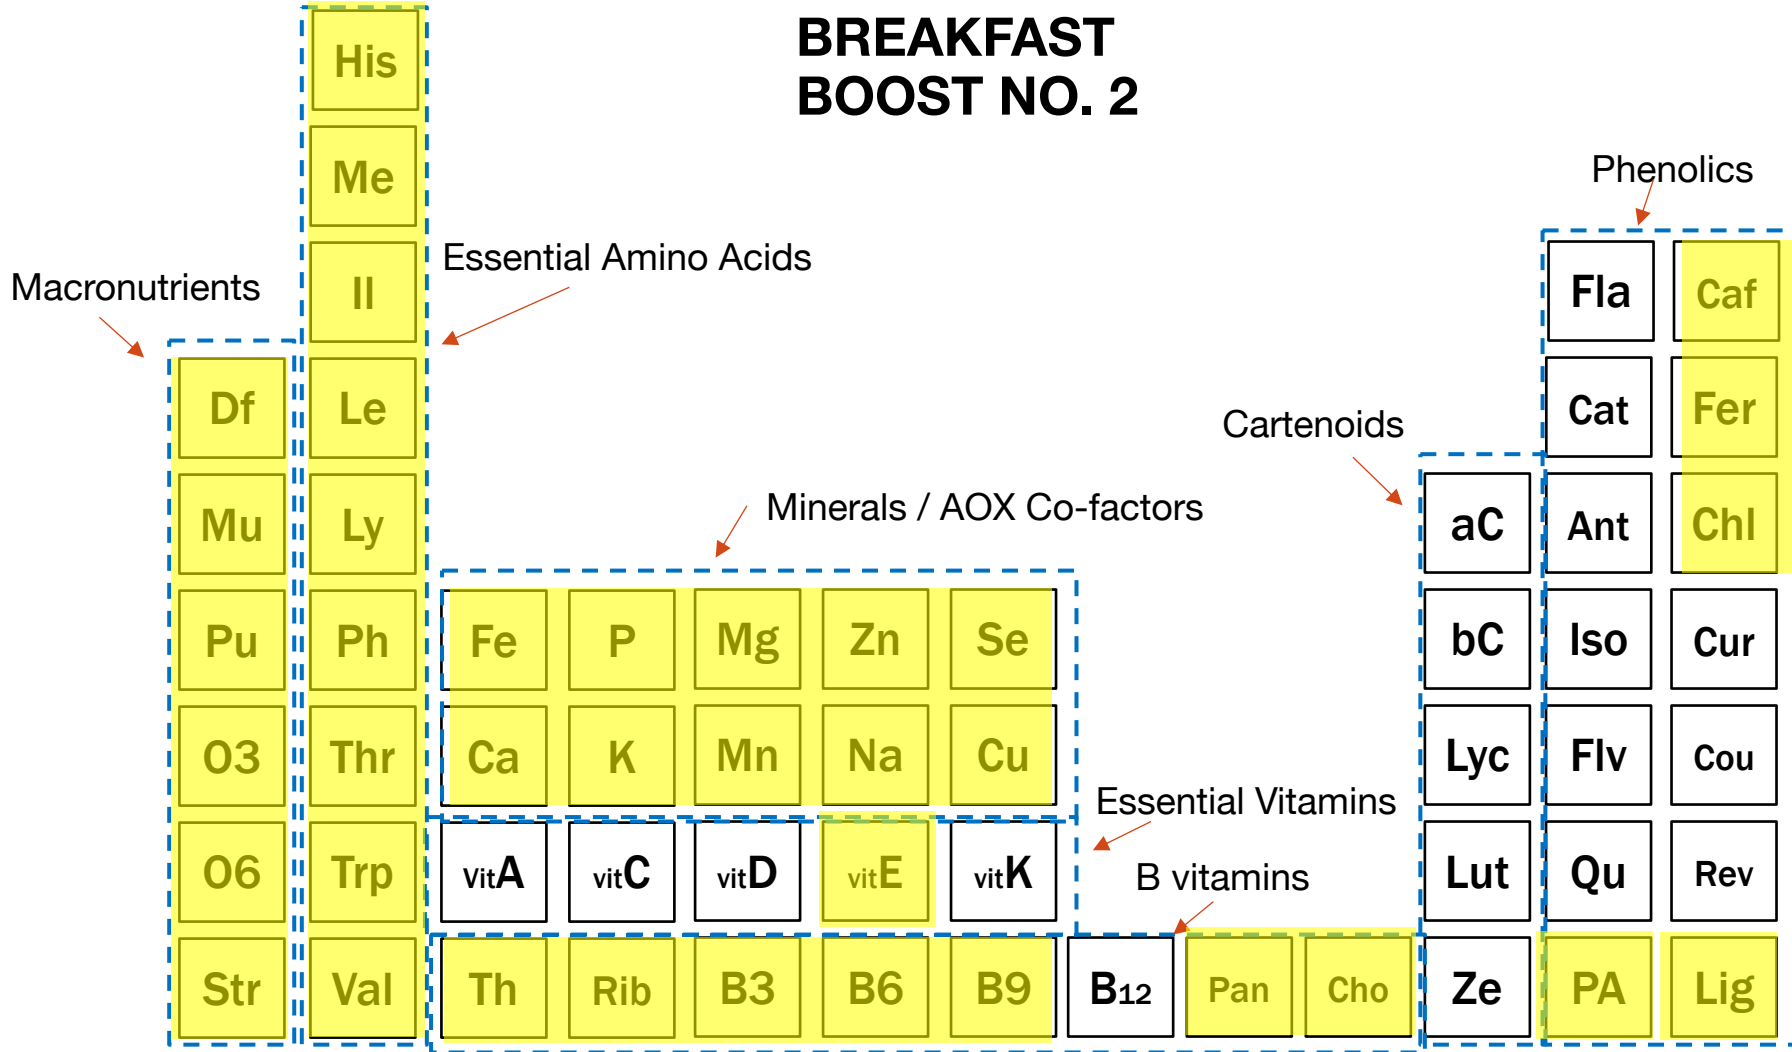 BREAKFAST
BOOST NO. 2
His
Me
Phenolics
Essential Amino Acids
Macronutrients
Il
Fla
Caf
Df
Le
Cartenoids
Cat
Fer
Mu
Ly
Minerals / AOX Co-factors
aC
Ant
Chl
Pu
Ph
Fe
P
Mg
Zn
Se
bC
Iso
Cur
O3
Thr
Ca
K
Mn
Na
Cu
Lyc
Flv
Cou
Essential Vitamins
O6
Trp
VitA
vitC
vitD
vitE
vitK
B vitamins
Lut
Qu
Rev
Str
Val
Th
Rib
B3
B6
B9
B12
Pan
Cho
Ze
PA
Lig